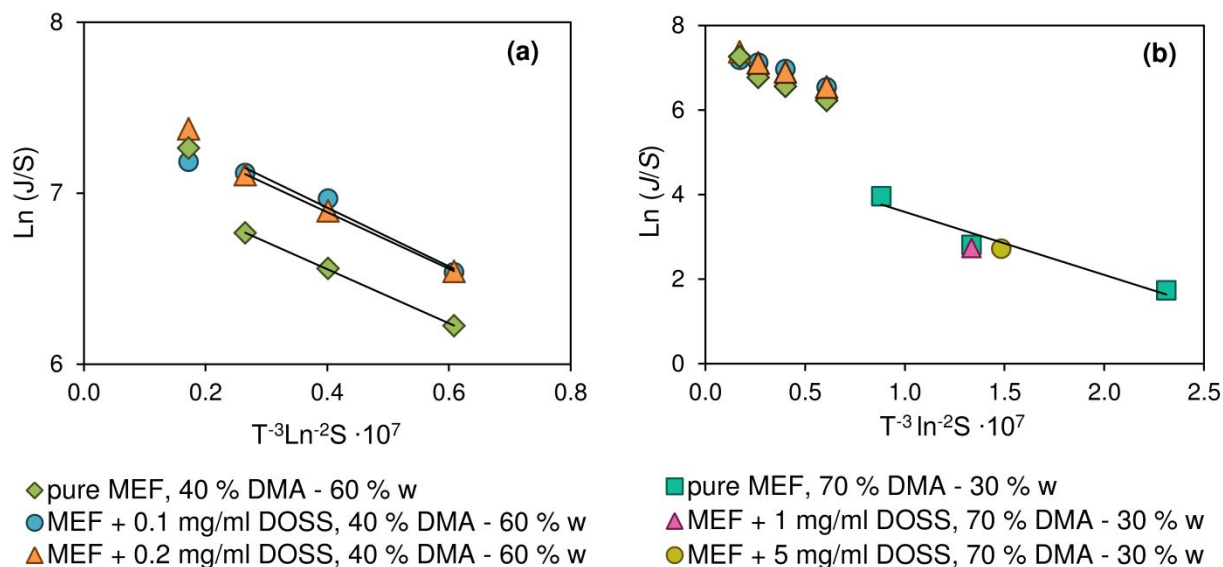 (a)
8
7
6
Ln (J/S)
0.0 0.2 0.4 0.6 0.8
T⁻³Ln⁻²S ·10⁷
(b)
8
6
4
2
0
Ln (J/S)
0.0 0.5 1.0 1.5 2.0 2.5
T⁻³ ln⁻²S ·10⁷
pure MEF, 40 % DMA - 60 % w
MEF + 0.1 mg/ml DOSS, 40 % DMA - 60 % w
MEF + 0.2 mg/ml DOSS, 40 % DMA - 60 % w
pure MEF, 70 % DMA - 30 % w
MEF + 1 mg/ml DOSS, 70 % DMA - 30 % w
MEF + 5 mg/ml DOSS, 70 % DMA - 30 % w